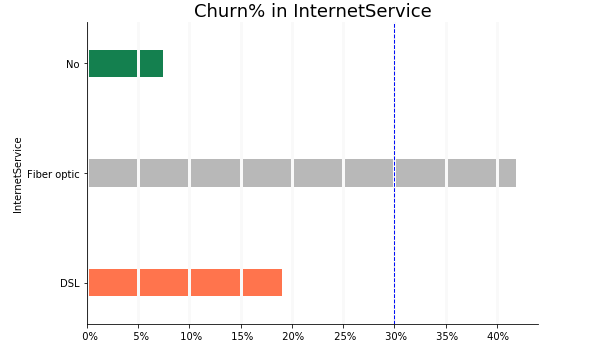 Churn% in InternetService
No
Fiber optic
DSL
InternetService
0% 5% 10% 15% 20% 25% 30% 35% 40%